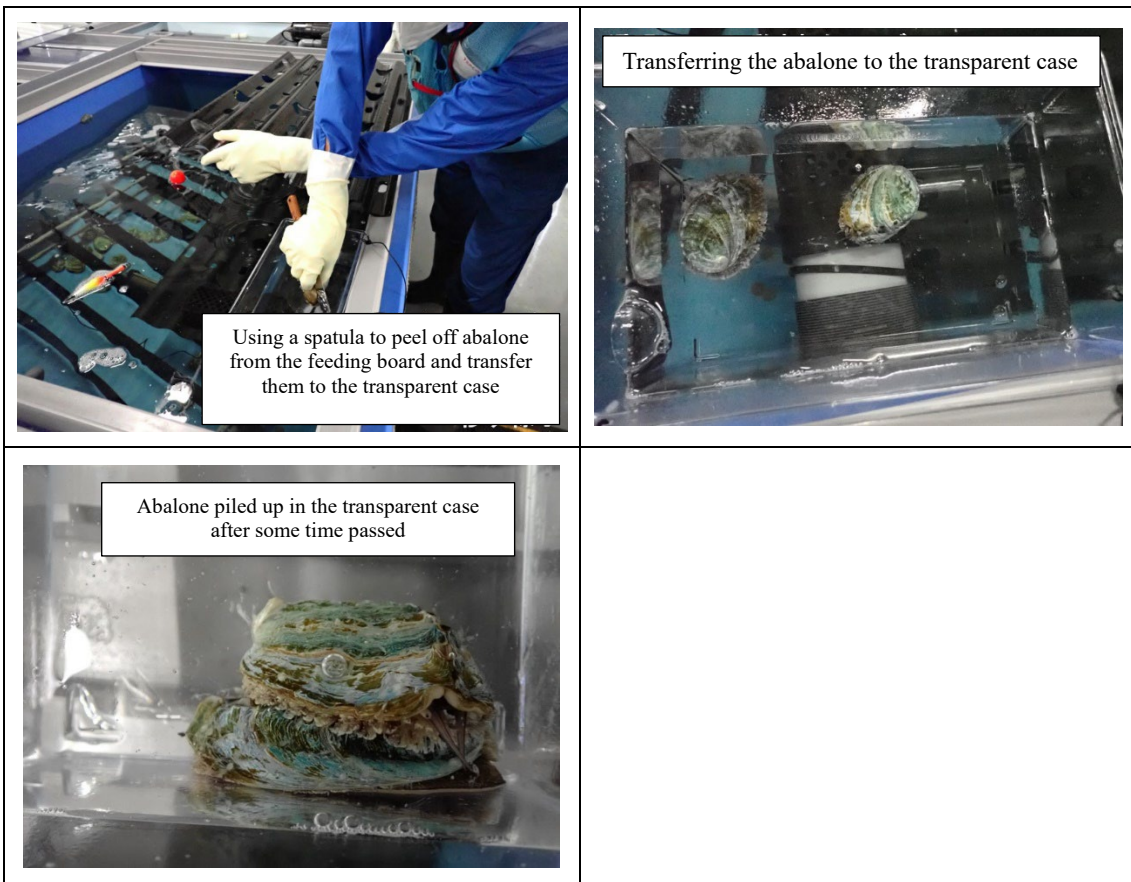 Using a spatula to peel off abalone
from the feeding board and transfer
them to the transparent case
Transferring the abalone to the transparent case
Abalone piled up in the transparent case
after some time passed